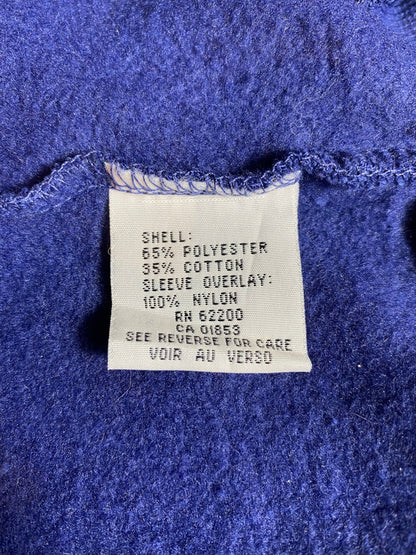 SHELL:
65% POLYESTER
35% COTTON
SLEEVE OVERLAY:
100% NYLON
RN 62200
CA 01853
SEE REVERSE FOR CARE
VOIR AU VERSO